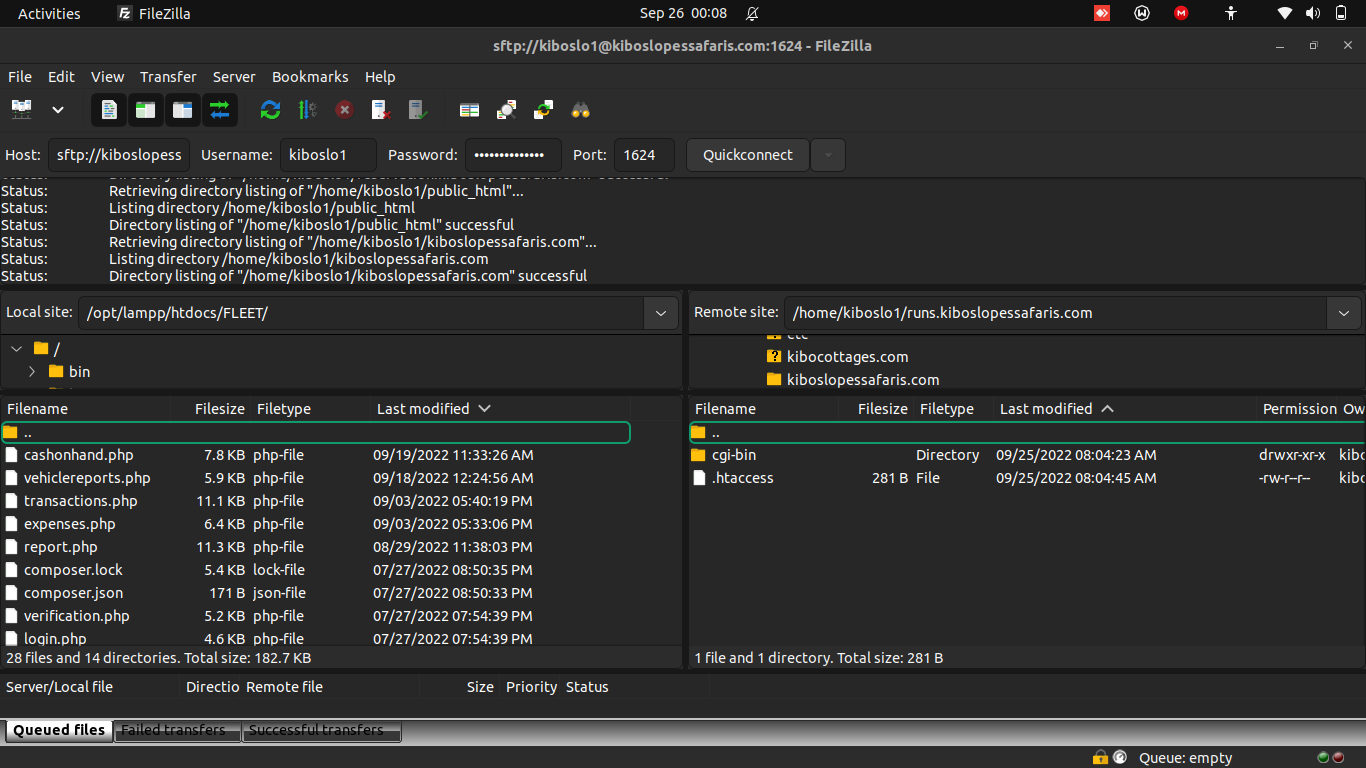 Activities FileZilla Sep 26 00:08
sftp://kiboslo1@kiboslopessafaris.com:1624 - FileZilla
File Edit View Transfer Server Bookmarks Help
Host: sftp://kiboslopess Username: kiboslo1 Password: •••••••••••••• Port: 1624 Quickconnect
Status: Retrieving directory listing of "/home/kiboslo1/public_html"...
Status: Listing directory /home/kiboslo1/public_html
Status: Directory listing of "/home/kiboslo1/public_html" successful
Status: Retrieving directory listing of "/home/kiboslo1/kiboslopessafaris.com"...
Status: Listing directory /home/kiboslo1/kiboslopessafaris.com
Status: Directory listing of "/home/kiboslo1/kiboslopessafaris.com" successful
Local site: /opt/lampp/htdocs/FLEET/
/
bin
Filename Filesize Filetype Last modified
..
cashonhand.php 7.8 KB php-file 09/19/2022 11:33:26 AM
vehiclereports.php 5.9 KB php-file 09/18/2022 12:24:56 AM
transactions.php 11.1 KB php-file 09/03/2022 05:40:19 PM
expenses.php 6.4 KB php-file 09/03/2022 05:33:06 PM
report.php 11.3 KB php-file 08/29/2022 11:38:03 PM
composer.lock 5.4 KB lock-file 07/27/2022 08:50:35 PM
composer.json 171 B json-file 07/27/2022 08:50:33 PM
verification.php 5.2 KB php-file 07/27/2022 07:54:39 PM
login.php 4.6 KB php-file 07/27/2022 07:54:39 PM
28 files and 14 directories. Total size: 182.7 KB
Remote site: /home/kiboslo1/runs.kiboslopessafaris.com
etc
kibocottages.com
kiboslopessafaris.com
Filename Filesize Filetype Last modified Permission Ow
..
cgi-bin Directory 09/25/2022 08:04:23 AM drwxr-xr-x kibo
.htaccess 281 B File 09/25/2022 08:04:45 AM -rw-r--r-- kibo
1 file and 1 directory. Total size: 281 B
Server/Local file Directio Remote file Size Priority Status
Queued files Failed transfers Successful transfers
Queue: empty